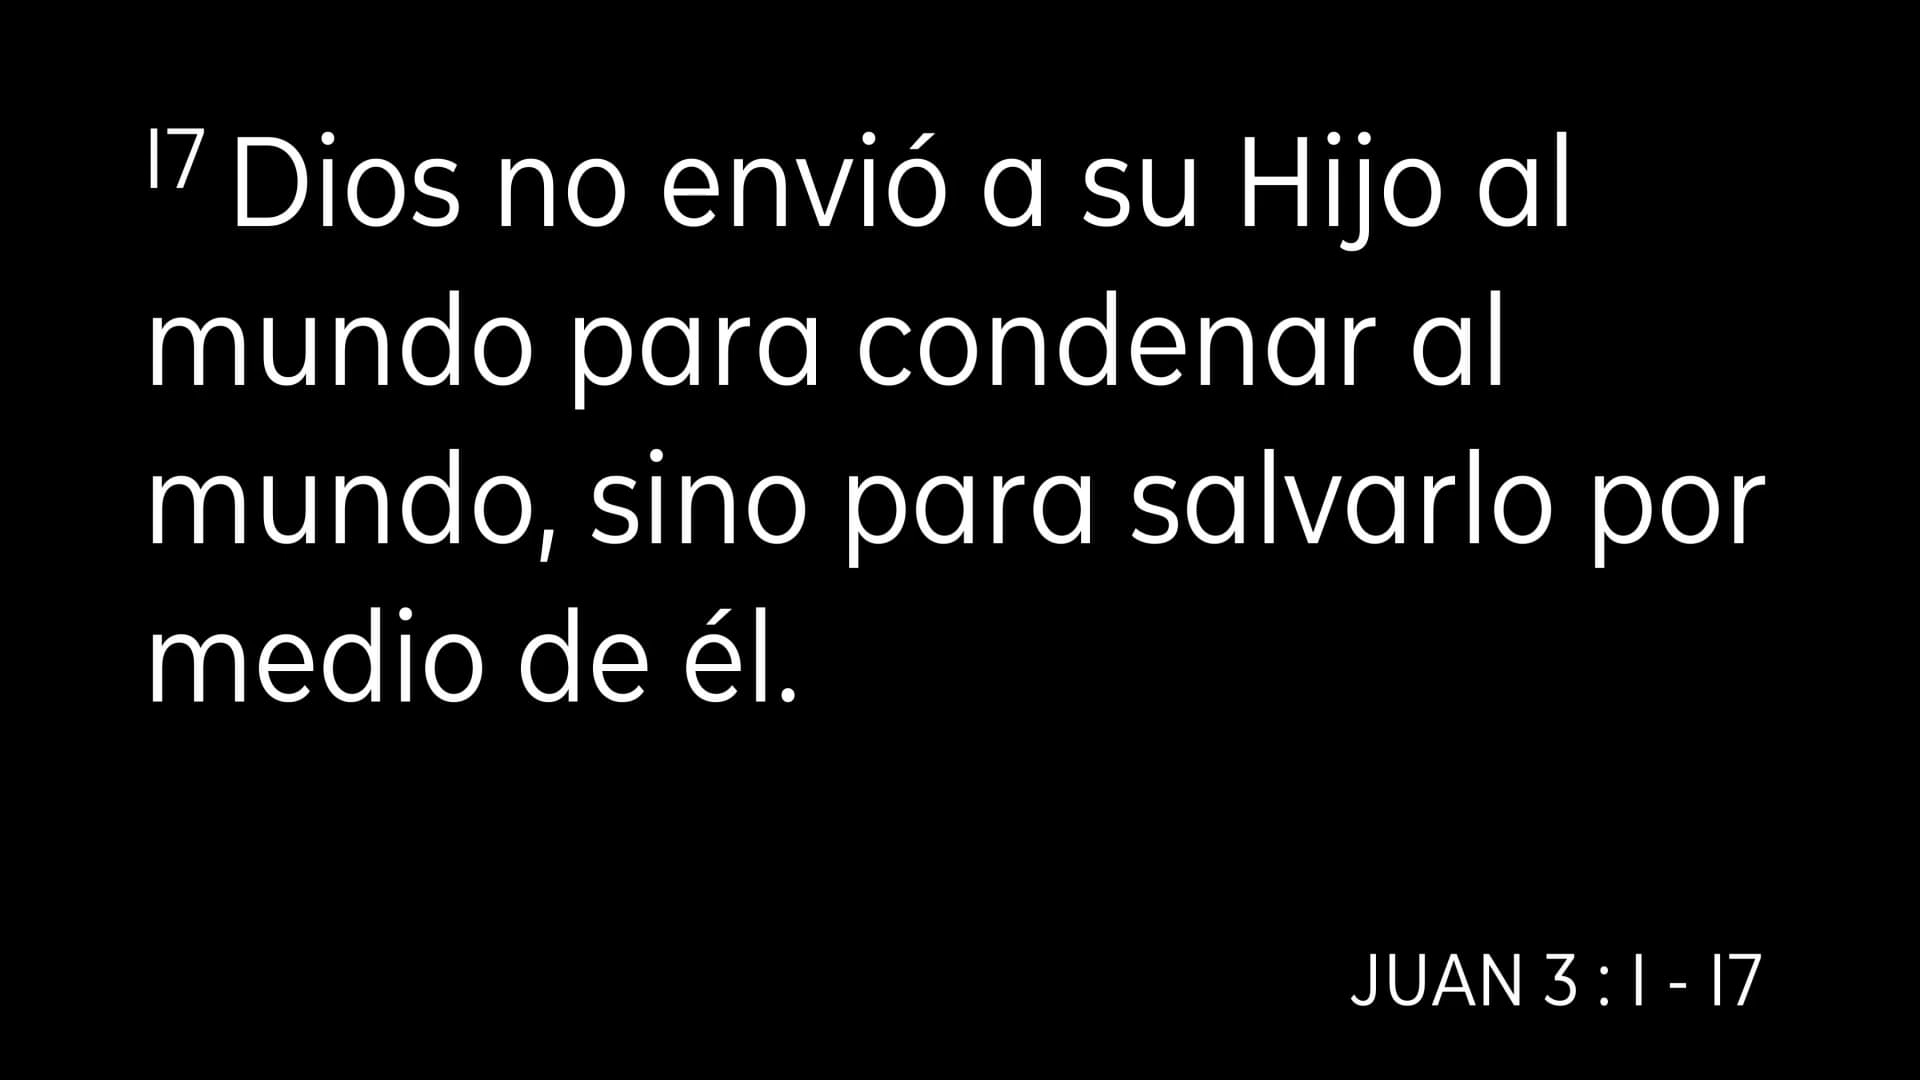 17 Dios no envió a su Hijo al
mundo para condenar al
mundo, sino para salvarlo por
medio de él.
JUAN 3 : 1 - 17